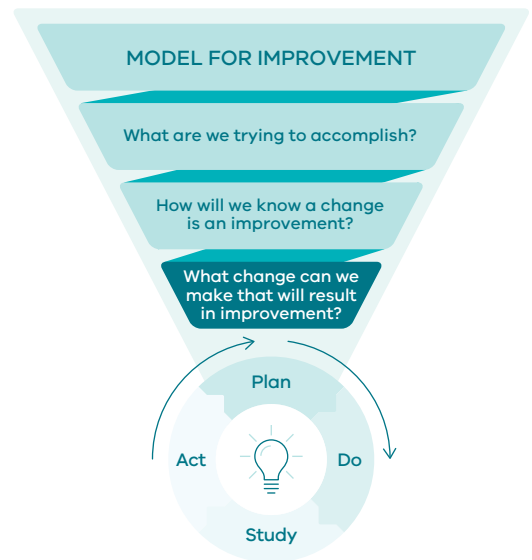 MODEL FOR IMPROVEMENT
What are we trying to accomplish?
How will we know a change
is an improvement?
What change can we
make that will result
in improvement?
Plan
Act
Do
Study